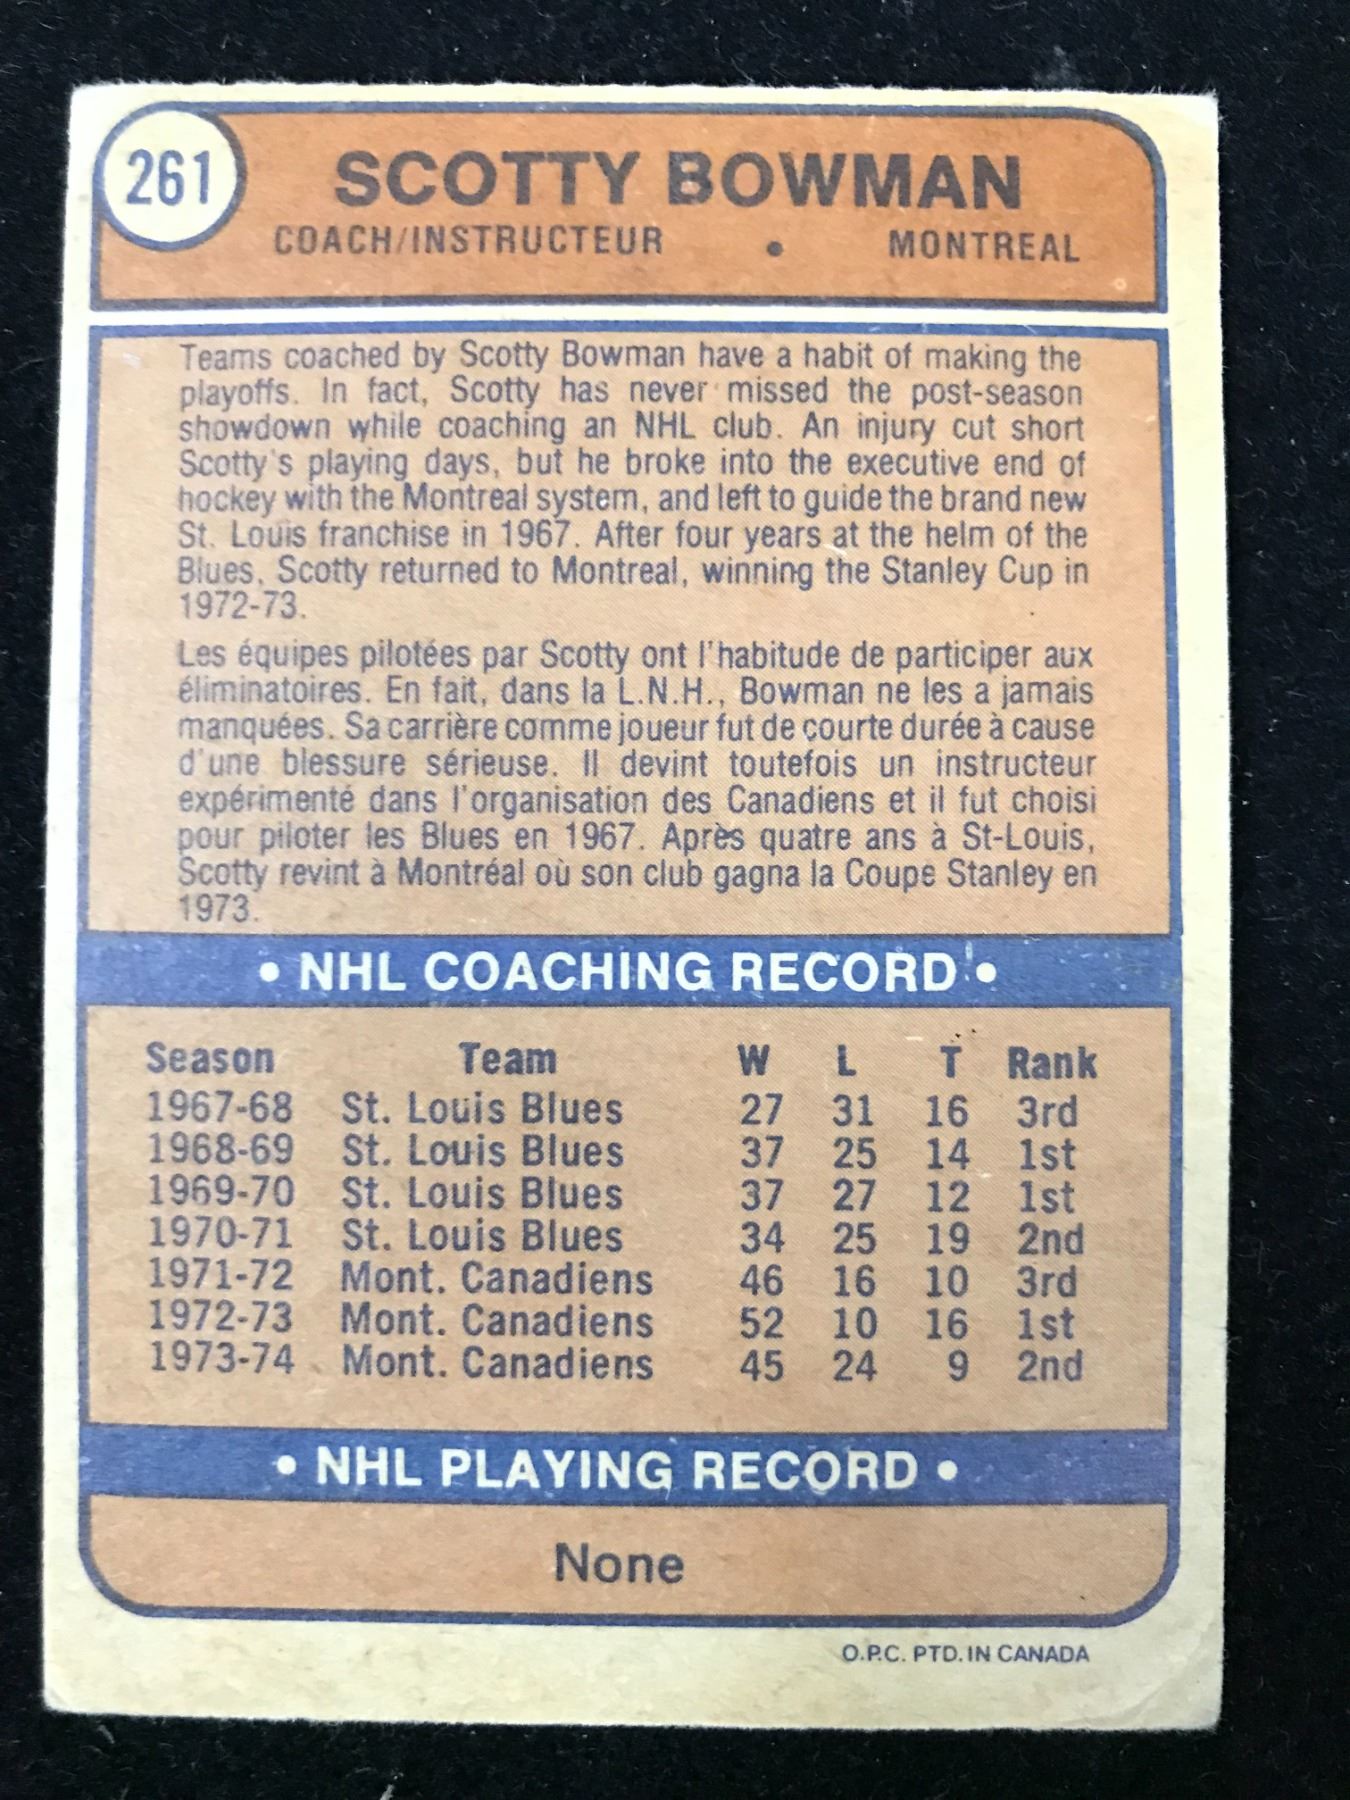 261
SCOTTY BOWMAN
COACH/INSTRUCTEUR • MONTREAL
Teams coached by Scotty Bowman have a habit of making the
playoffs. In fact, Scotty has never missed the post-season
showdown while coaching an NHL club. An injury cut short
Scotty's playing days, but he broke into the executive end of
hockey with the Montreal system, and left to guide the brand new
St. Louis franchise in 1967. After four years at the helm of the
Blues, Scotty returned to Montreal, winning the Stanley Cup in
1972-73.
Les équipes pilotées par Scotty ont l'habitude de participer aux
éliminatoires. En fait, dans la L.N.H., Bowman ne les a jamais
manquées. Sa carrière comme joueur fut de courte durée à cause
d'une blessure sérieuse. Il devint toutefois un instructeur
expérimenté dans l'organisation des Canadiens et il fut choisi
pour piloter les Blues en 1967. Après quatre ans à St-Louis,
Scotty revint à Montréal où son club gagna la Coupe Stanley en
1973.
• NHL COACHING RECORD •
Season Team W L T Rank
1967-68 St. Louis Blues 27 31 16 3rd
1968-69 St. Louis Blues 37 25 14 1st
1969-70 St. Louis Blues 37 27 12 1st
1970-71 St. Louis Blues 34 25 19 2nd
1971-72 Mont. Canadiens 46 16 10 3rd
1972-73 Mont. Canadiens 52 10 16 1st
1973-74 Mont. Canadiens 45 24 9 2nd
• NHL PLAYING RECORD •
None
O.P.C. PTD. IN CANADA